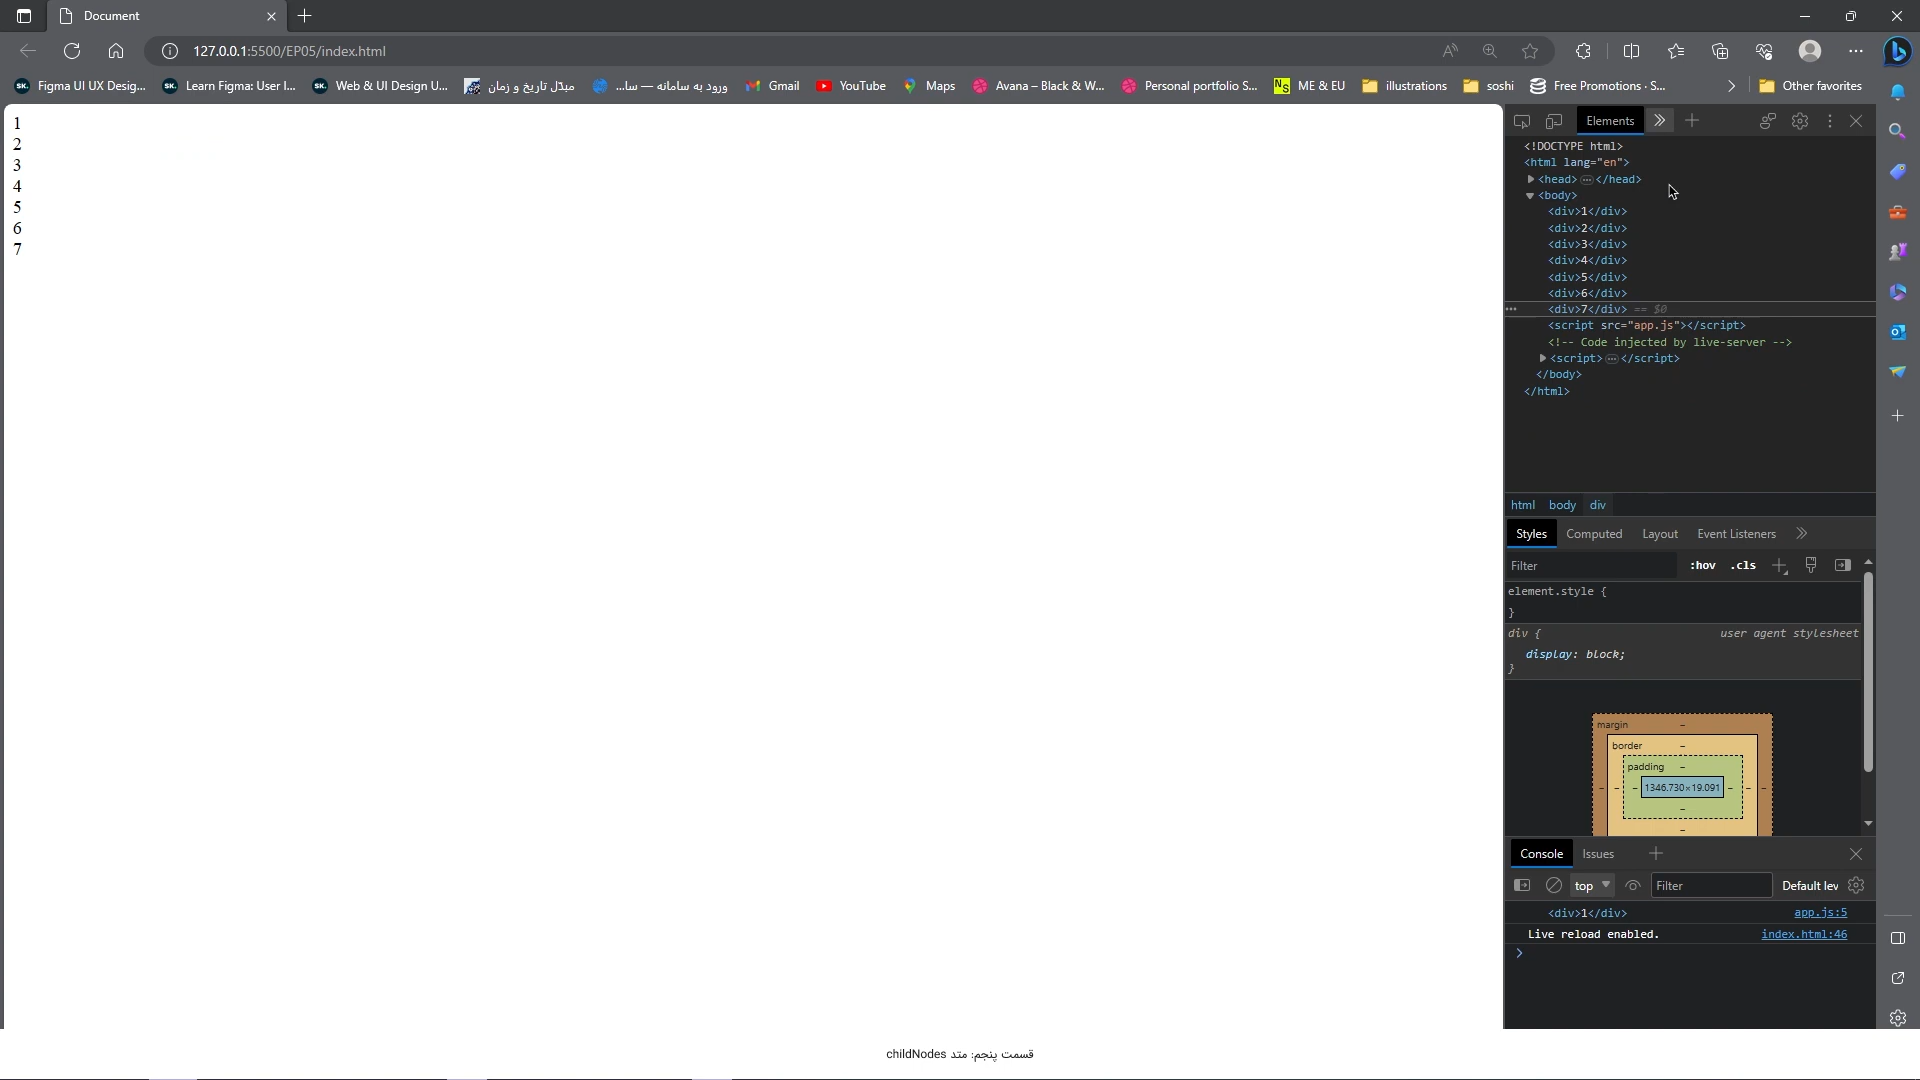 Document
127.0.0.1:5500/EP05/index.html
Figma UI UX Desig... Learn Figma: User I... Web & UI Design U... مبدّل تاریخ و زمان ورود به سامانه — سا... Gmail YouTube Maps Avana – Black & W... Personal portfolio S... ME & EU illustrations soshi Free Promotions - S... Other favorites
1
2
3
4
5
6
7
Elements
<!DOCTYPE html>
<html lang="en">
<head> ⋯ </head>
<body>
<div>1</div>
<div>2</div>
<div>3</div>
<div>4</div>
<div>5</div>
<div>6</div>
<div>7</div> == $0
<script src="app.js"></script>
<!-- Code injected by live-server -->
<script> ⋯ </script>
</body>
</html>
html body div
Styles Computed Layout Event Listeners
Filter :hov .cls
element.style {
}
div { user agent stylesheet
display: block;
}
margin –
border –
padding –
– – – 1346.730×19.091 – – –
–
–
Console Issues
top Filter Default lev
<div>1</div> app.js:5
Live reload enabled. index.html:46
قسمت پنجم: متد childNodes